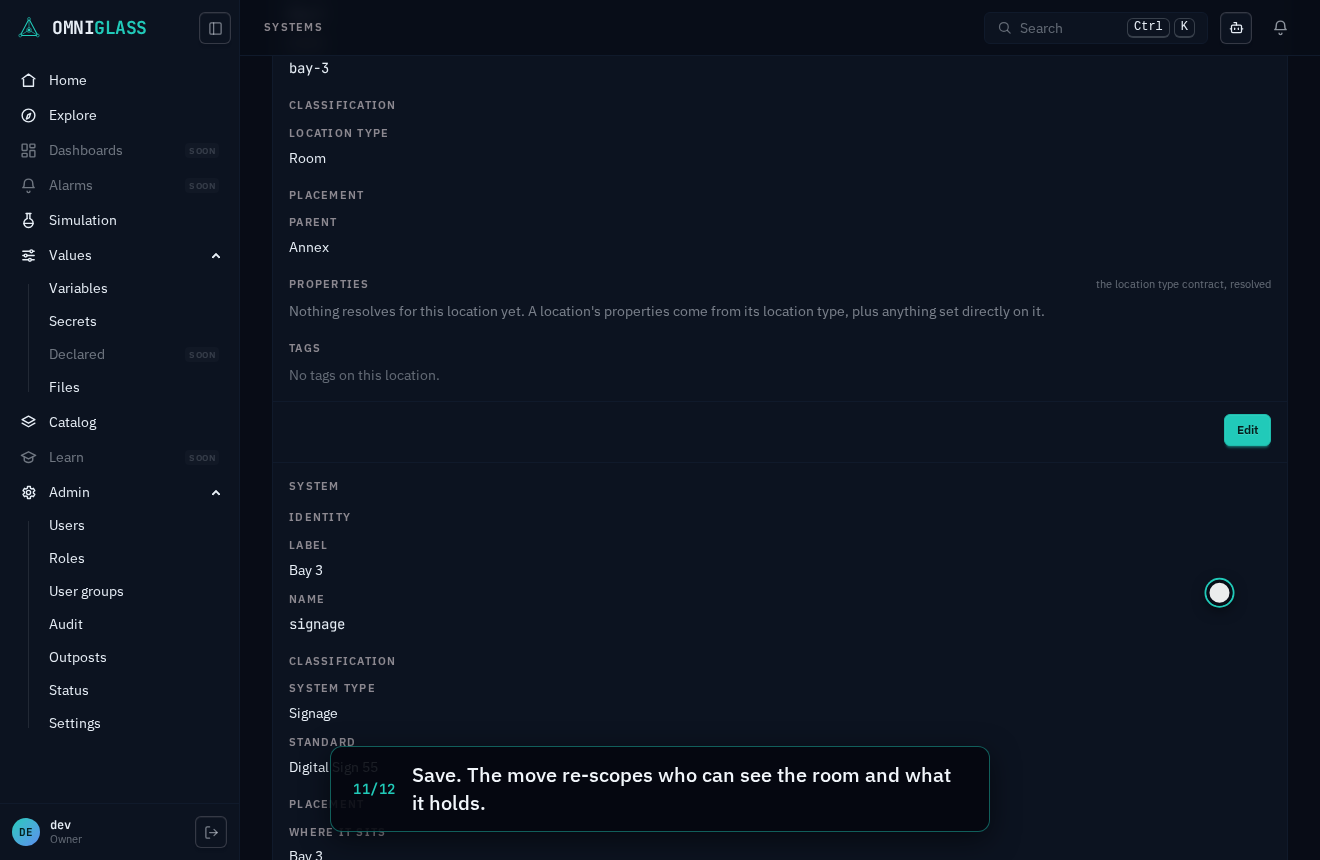 OMNIGLASS
SYSTEMS
Search
Ctrl
K
Home
Explore
Dashboards
SOON
Alarms
SOON
Simulation
Values
Variables
Secrets
Declared
SOON
Files
Catalog
Learn
SOON
Admin
Users
Roles
User groups
Audit
Outposts
Status
Settings
DE
dev
Owner
bay-3
CLASSIFICATION
LOCATION TYPE
Room
PLACEMENT
PARENT
Annex
PROPERTIES
the location type contract, resolved
Nothing resolves for this location yet. A location's properties come from its location type, plus anything set directly on it.
TAGS
No tags on this location.
Edit
SYSTEM
IDENTITY
LABEL
Bay 3
NAME
signage
CLASSIFICATION
SYSTEM TYPE
Signage
STANDARD
Digital Sign 55
PLACEMENT
WHERE IT SITS
Bay 3
11/12
Save. The move re-scopes who can see the room and what
it holds.